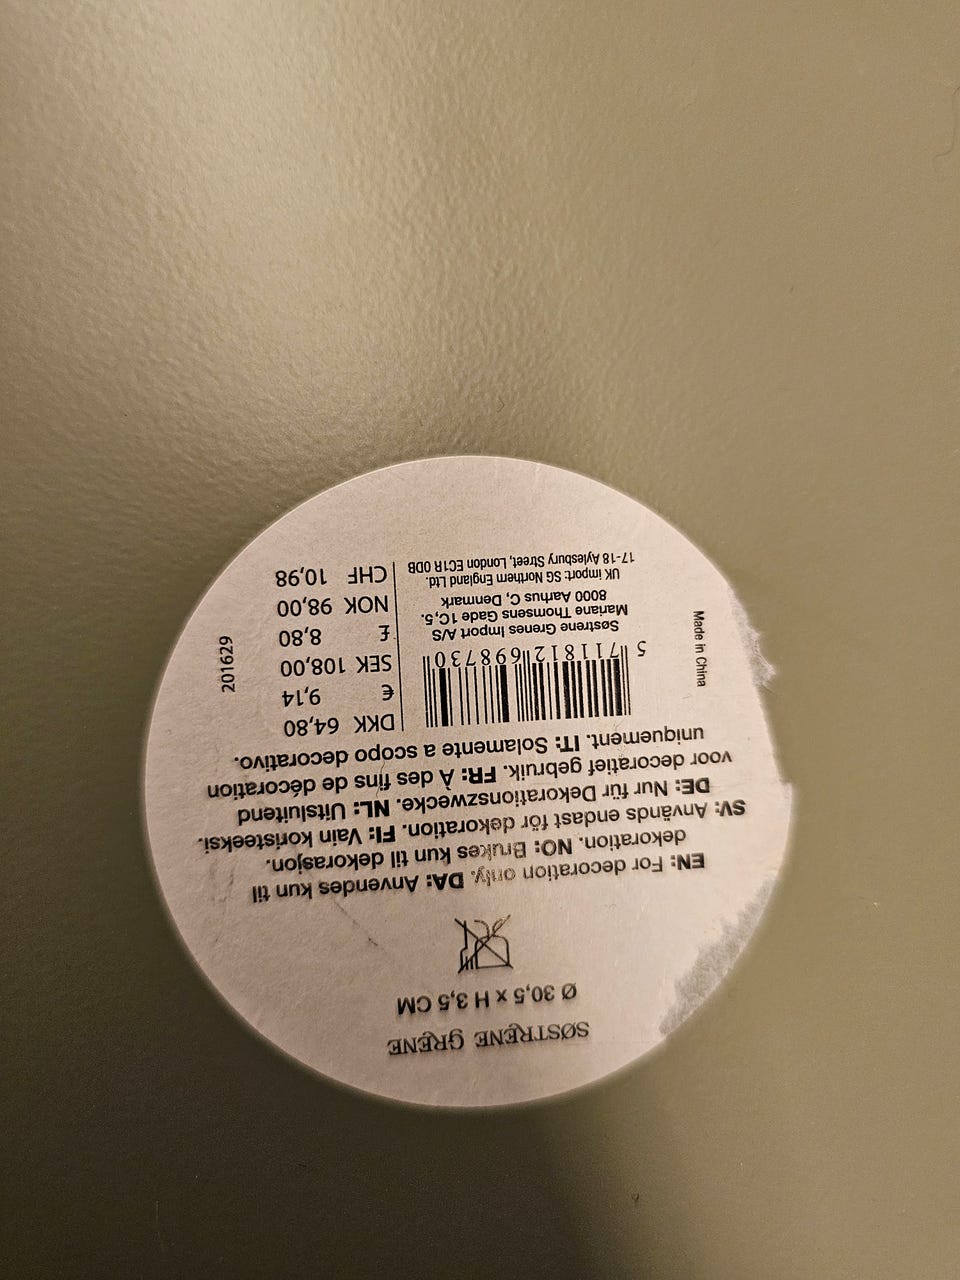 SØSTRENE GRENE
Ø 30,5 x H 3,5 CM
EN: For decoration only. DA: Anvendes kun til
dekoration. NO: Brukes kun til dekorasjon.
SV: Används endast för dekoration. FI: Vain koristeeksi.
DE: Nur für Dekorationszwecke. NL: Uitsluitend
voor decoratief gebruik. FR: À des fins de décoration
uniquement. IT: Solamente a scopo decorativo.
Made in China
5 711812 698730
Søstrene Grenes Import A/S
Mariane Thomsens Gade 1C,5.
8000 Aarhus C, Denmark
UK import: SG Northern England Ltd.
17-18 Aylesbury Street, London EC1R 0DB
DKK 64,80
€ 9,14
SEK 108,00
£ 8,80
NOK 98,00
CHF 10,98
201629